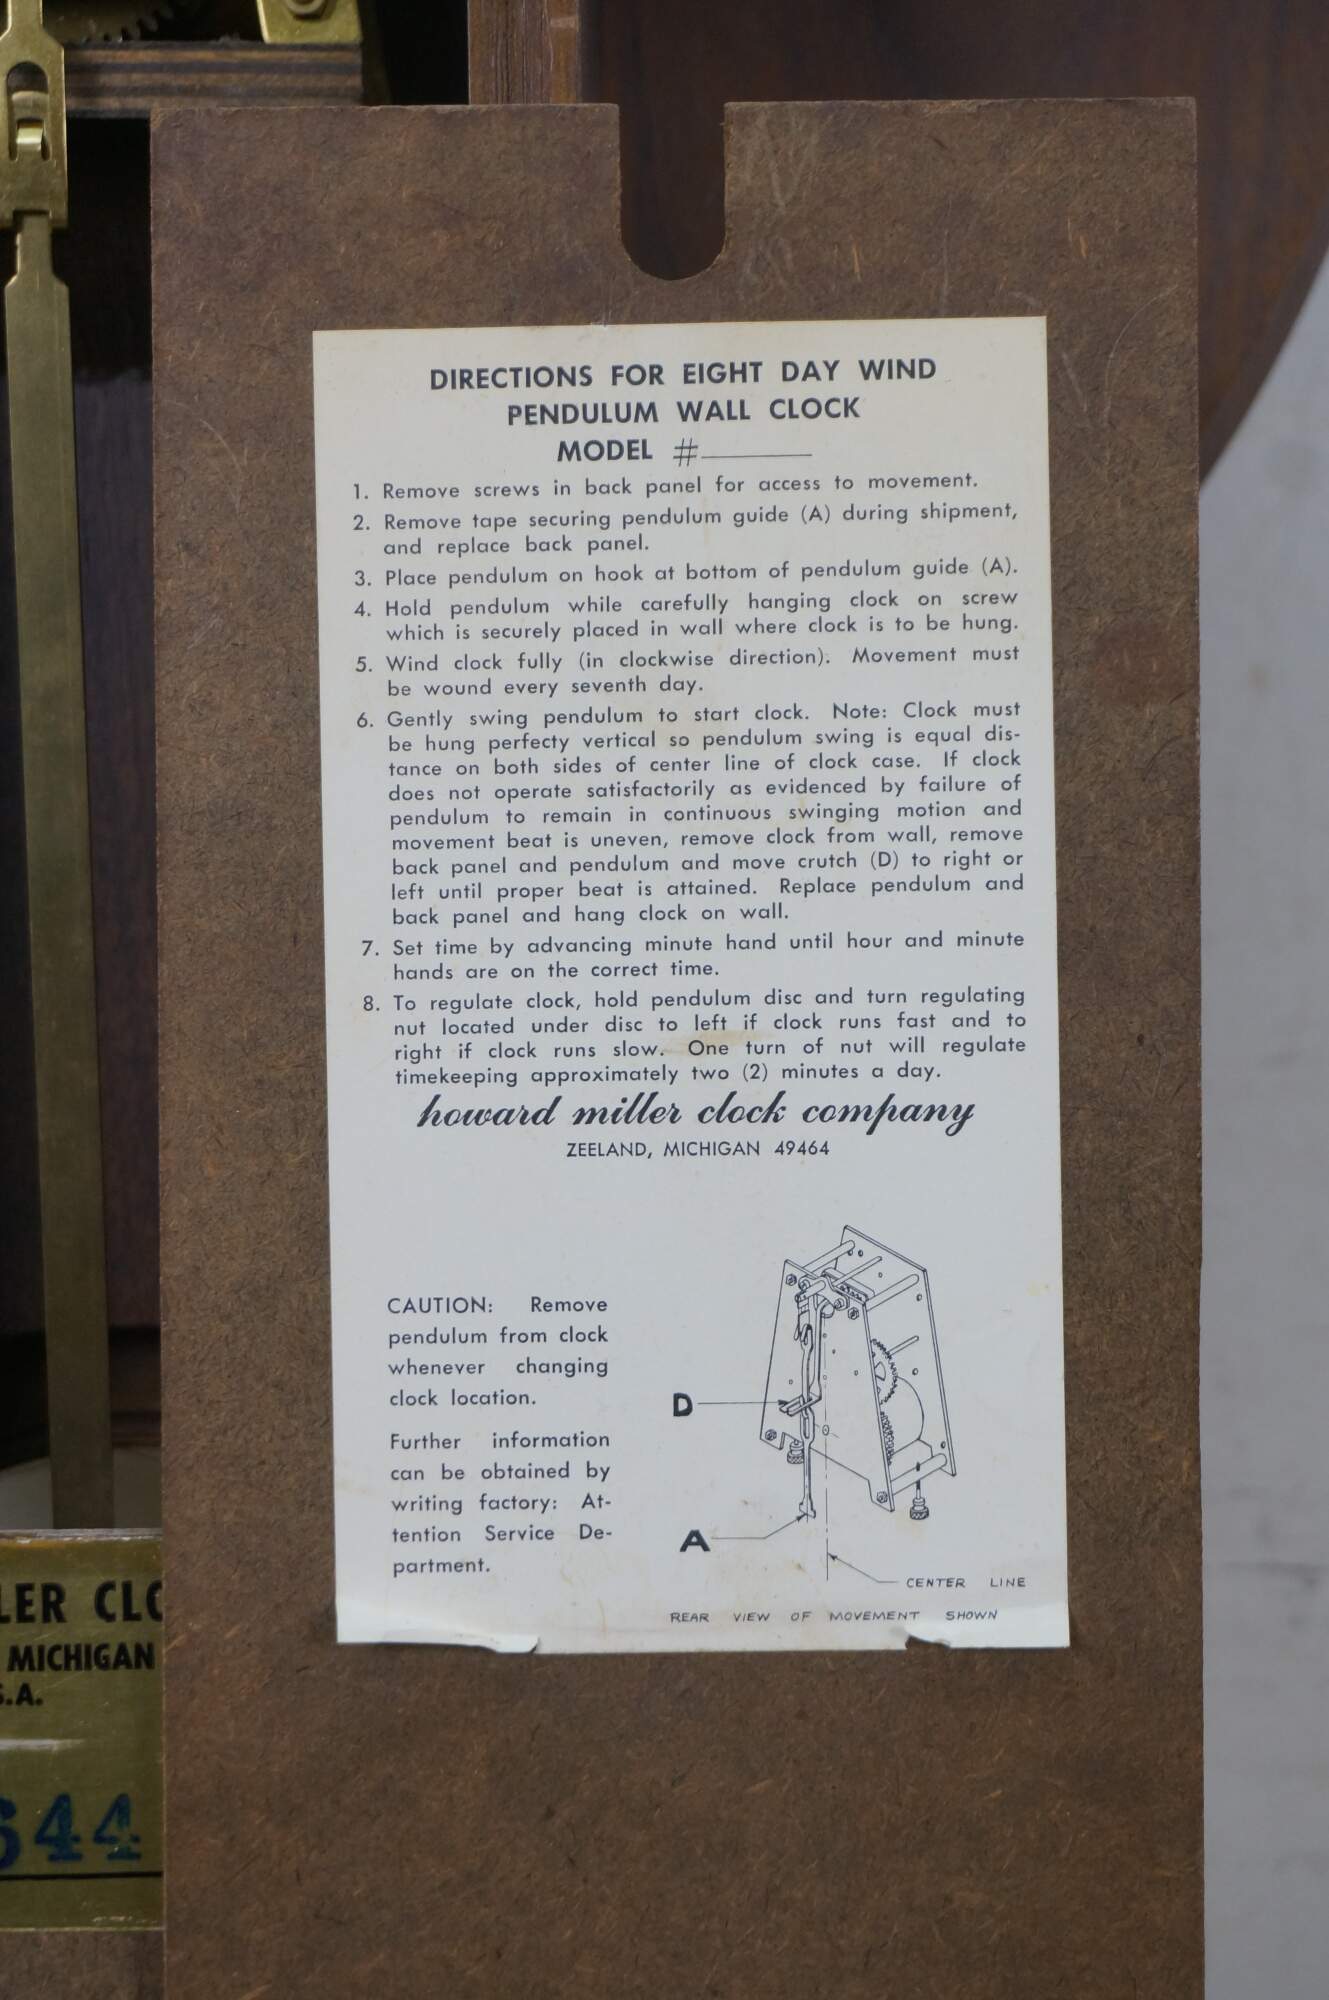 DIRECTIONS FOR EIGHT DAY WIND
PENDULUM WALL CLOCK
MODEL #
1. Remove screws in back panel for access to movement.
2. Remove tape securing pendulum guide (A) during shipment,
and replace back panel.
3. Place pendulum on hook at bottom of pendulum guide (A).
4. Hold pendulum while carefully hanging clock on screw
which is securely placed in wall where clock is to be hung.
5. Wind clock fully (in clockwise direction). Movement must
be wound every seventh day.
6. Gently swing pendulum to start clock. Note: Clock must
be hung perfecty vertical so pendulum swing is equal dis-
tance on both sides of center line of clock case. If clock
does not operate satisfactorily as evidenced by failure of
pendulum to remain in continuous swinging motion and
movement beat is uneven, remove clock from wall, remove
back panel and pendulum and move crutch (D) to right or
left until proper beat is attained. Replace pendulum and
back panel and hang clock on wall.
7. Set time by advancing minute hand until hour and minute
hands are on the correct time.
8. To regulate clock, hold pendulum disc and turn regulating
nut located under disc to left if clock runs fast and to
right if clock runs slow. One turn of nut will regulate
timekeeping approximately two (2) minutes a day.
howard miller clock company
ZEELAND, MICHIGAN 49464
CAUTION: Remove
pendulum from clock
whenever changing
clock location.
Further information
can be obtained by
writing factory: At-
tention Service De-
partment.
D
A
CENTER LINE
REAR VIEW OF MOVEMENT SHOWN
LER CLO
MICHIGAN
S.A.
644